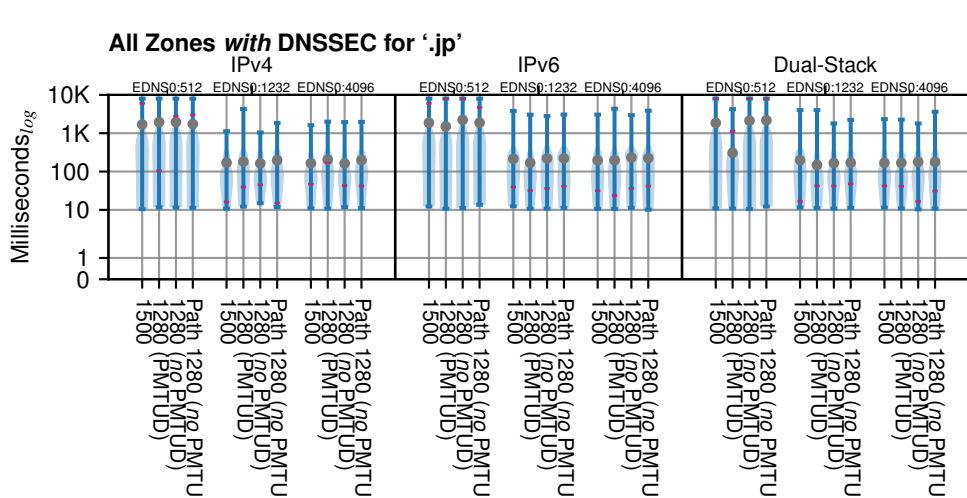 All Zones with DNSSEC for ‘.jp’
IPv4 IPv6 Dual-Stack
EDNS0:512 EDNS0:1232 EDNS0:4096 EDNS0:512 EDNS0:1232 EDNS0:4096 EDNS0:512 EDNS0:1232 EDNS0:4096
10K
1K
100
10
1
0
Milliseconds_log
1500
1280 (PMTUD)
1280 (no PMTUD)
Path 1280 (no PMTU
1500
1280 (PMTUD)
1280 (no PMTUD)
Path 1280 (no PMTU
1500
1280 (PMTUD)
1280 (no PMTUD)
Path 1280 (no PMTU
1500
1280 (PMTUD)
1280 (no PMTUD)
Path 1280 (no PMTU
1500
1280 (PMTUD)
1280 (no PMTUD)
Path 1280 (no PMTU
1500
1280 (PMTUD)
1280 (no PMTUD)
Path 1280 (no PMTU
1500
1280 (PMTUD)
1280 (no PMTUD)
Path 1280 (no PMTU
1500
1280 (PMTUD)
1280 (no PMTUD)
Path 1280 (no PMTU
1500
1280 (PMTUD)
1280 (no PMTUD)
Path 1280 (no PMTU